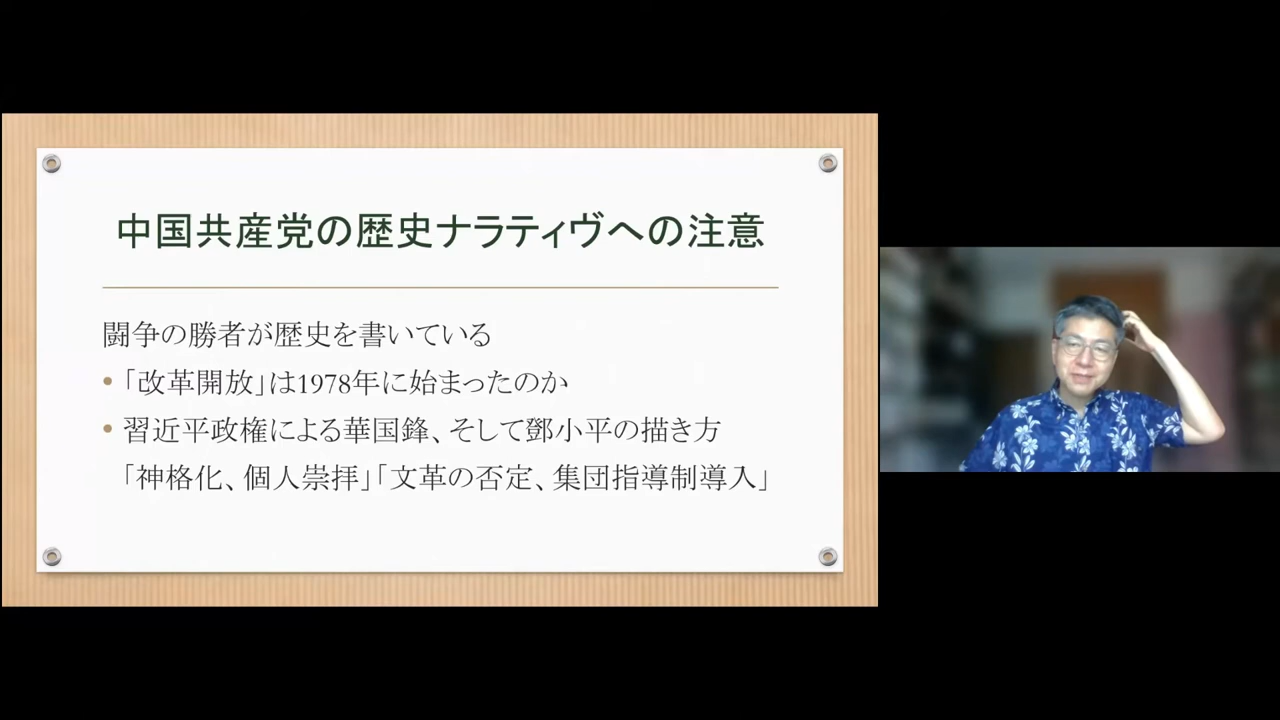 中国共産党の歴史ナラティヴへの注意
闘争の勝者が歴史を書いている
• 「改革開放」は1978年に始まったのか
• 習近平政権による華国鋒、そして鄧小平の描き方
「神格化、個人崇拝」「文革の否定、集団指導制導入」